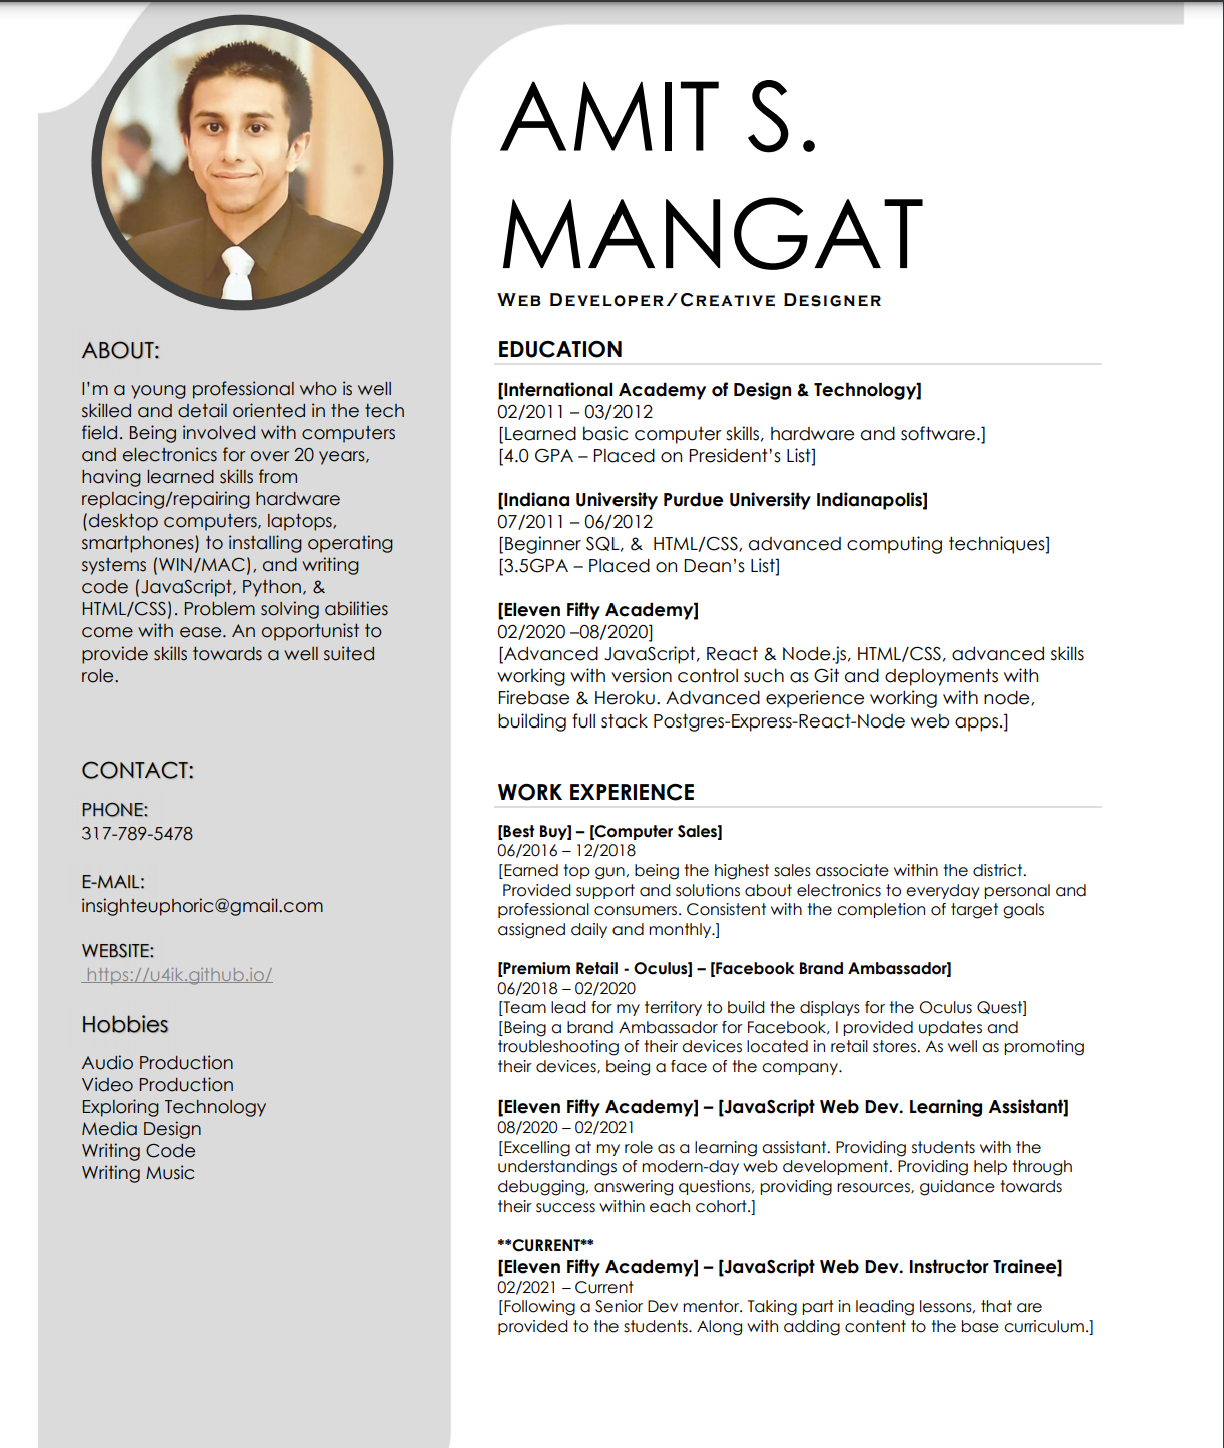 AMIT S.
MANGAT
WEB DEVELOPER/CREATIVE DESIGNER
ABOUT:
I'm a young professional who is well
skilled and detail oriented in the tech
field. Being involved with computers
and electronics for over 20 years,
having learned skills from
replacing/repairing hardware
(desktop computers, laptops,
smartphones) to installing operating
systems (WIN/MAC), and writing
code (JavaScript, Python, &
HTML/CSS). Problem solving abilities
come with ease. An opportunist to
provide skills towards a well suited
role.
CONTACT:
PHONE:
317-789-5478
E-MAIL:
insighteuphoric@gmail.com
WEBSITE:
https://u4ik.github.io/
Hobbies
Audio Production
Video Production
Exploring Technology
Media Design
Writing Code
Writing Music
EDUCATION
[International Academy of Design & Technology]
02/2011 – 03/2012
[Learned basic computer skills, hardware and software.]
[4.0 GPA – Placed on President's List]
[Indiana University Purdue University Indianapolis]
07/2011 – 06/2012
[Beginner SQL, &  HTML/CSS, advanced computing techniques]
[3.5GPA – Placed on Dean's List]
[Eleven Fifty Academy]
02/2020 –08/2020]
[Advanced JavaScript, React & Node.js, HTML/CSS, advanced skills
working with version control such as Git and deployments with
Firebase & Heroku. Advanced experience working with node,
building full stack Postgres-Express-React-Node web apps.]
WORK EXPERIENCE
[Best Buy] – [Computer Sales]
06/2016 – 12/2018
[Earned top gun, being the highest sales associate within the district.
Provided support and solutions about electronics to everyday personal and
professional consumers. Consistent with the completion of target goals
assigned daily and monthly.]
[Premium Retail - Oculus] – [Facebook Brand Ambassador]
06/2018 – 02/2020
[Team lead for my territory to build the displays for the Oculus Quest]
[Being a brand Ambassador for Facebook, I provided updates and
troubleshooting of their devices located in retail stores. As well as promoting
their devices, being a face of the company.
[Eleven Fifty Academy] – [JavaScript Web Dev. Learning Assistant]
08/2020 – 02/2021
[Excelling at my role as a learning assistant. Providing students with the
understandings of modern-day web development. Providing help through
debugging, answering questions, providing resources, guidance towards
their success within each cohort.]
**CURRENT**
[Eleven Fifty Academy] – [JavaScript Web Dev. Instructor Trainee]
02/2021 – Current
[Following a Senior Dev mentor. Taking part in leading lessons, that are
provided to the students. Along with adding content to the base curriculum.]